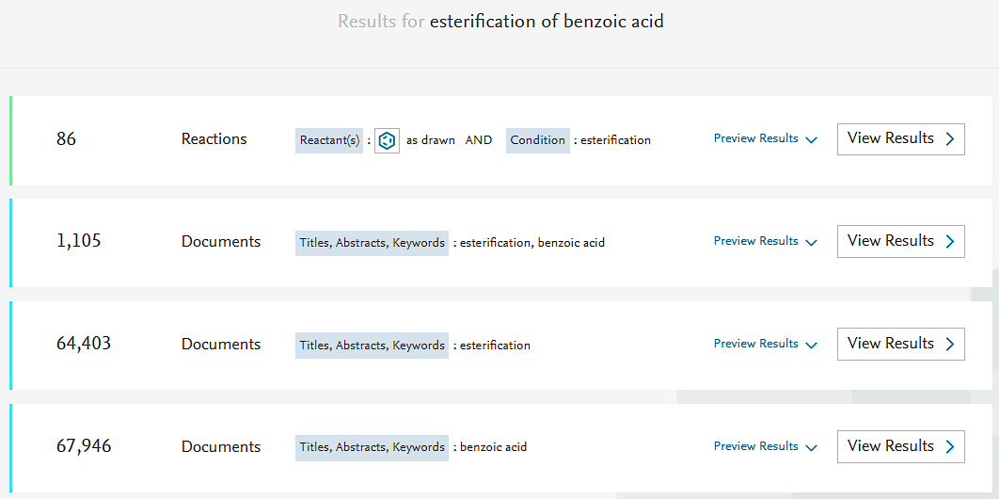 Results for esterification of benzoic acid
86 Reactions Reactant(s) : as drawn AND Condition : esterification Preview Results View Results
1,105 Documents Titles, Abstracts, Keywords : esterification, benzoic acid Preview Results View Results
64,403 Documents Titles, Abstracts, Keywords : esterification Preview Results View Results
67,946 Documents Titles, Abstracts, Keywords : benzoic acid Preview Results View Results